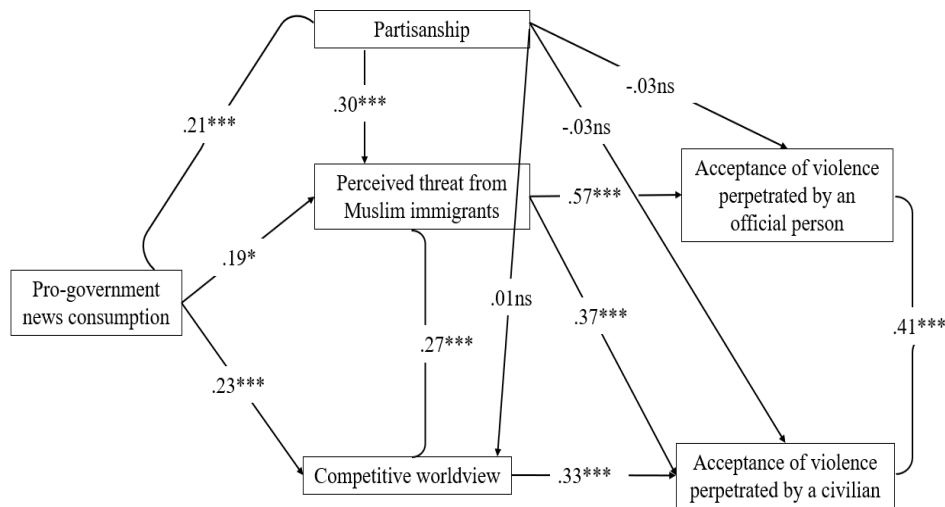 Partisanship
-.03ns
.30***
-.03ns
.21***
Acceptance of violence
perpetrated by an
official person
Perceived threat from
Muslim immigrants
.57***
.19*
Pro-government
news consumption
.01ns
.37***
.41***
.27***
.23***
Competitive worldview
.33***
Acceptance of violence
perpetrated by a civilian